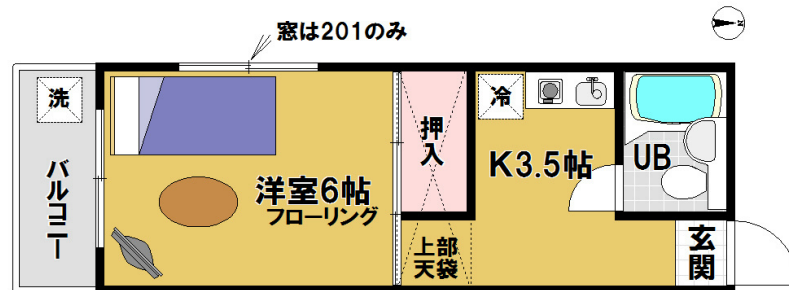 窓は201のみ
N
洗
バルコニー
洋室6帖
フローリング
押入
冷
K3.5帖
UB
上部
天袋
玄関